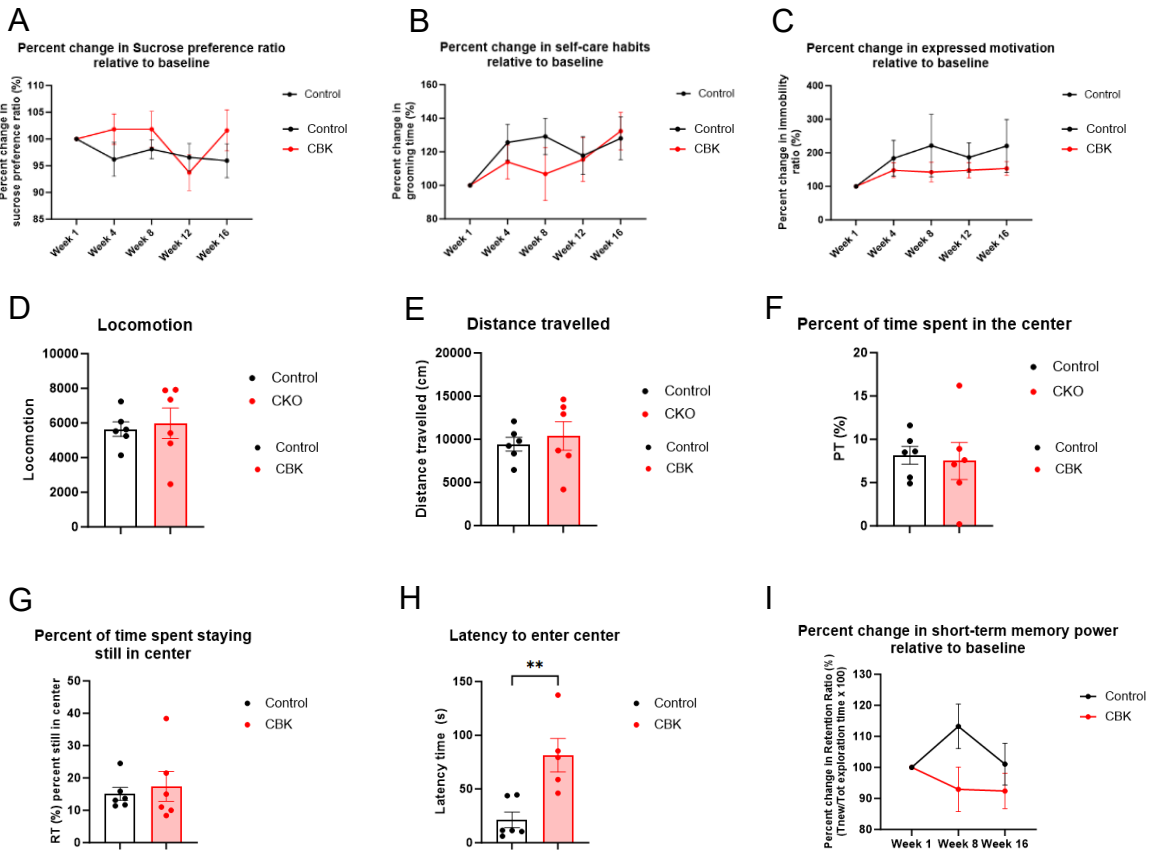 A
Percent change in Sucrose preference ratio
relative to baseline
Percent change in
sucrose preference ratio (%)
110
105
100
95
90
85
Week 1
Week 4
Week 8
Week 12
Week 16
Control
Control
CBK
B
Percent change in self-care habits
relative to baseline
Percent change in
grooming time (%)
160
140
120
100
80
Week 1
Week 4
Week 8
Week 12
Week 16
Control
Control
CBK
C
Percent change in expressed motivation
relative to baseline
Percent change in immobility
ratio (%)
400
300
200
100
0
Week 1
Week 4
Week 8
Week 12
Week 16
Control
Control
CBK
D
Locomotion
Locomotion
10000
8000
6000
4000
2000
0
Control
CKO
Control
CBK
E
Distance travelled
Distance travelled (cm)
20000
15000
10000
5000
0
Control
CKO
Control
CBK
F
Percent of time spent in the center
PT (%)
20
15
10
5
0
Control
CKO
Control
CBK
G
Percent of time spent staying
still in center
RT (%) percent still in center
50
40
30
20
10
0
Control
CBK
H
Latency to enter center
Latency time (s)
150
100
50
0
**
Control
CBK
I
Percent change in short-term memory power
relative to baseline
Percent change in Retention Ratio (%)
(Tnew/Tot exploration time x 100)
130
120
110
100
90
80
Week 1 Week 8 Week 16
Control
CBK